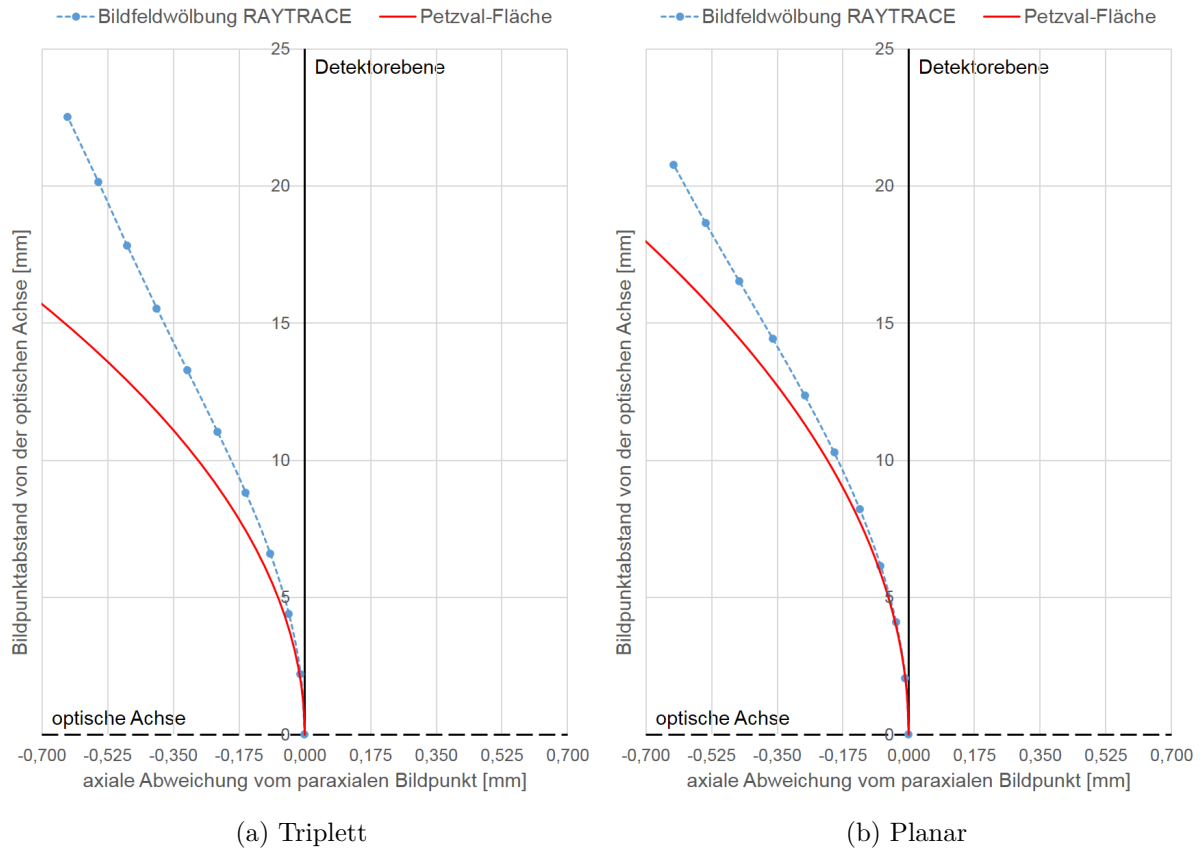 Bildfeldwölbung RAYTRACE Petzval-Fläche
25
Detektorebene
20
15
10
5
0
optische Achse
-0,700 -0,525 -0,350 -0,175 0,000 0,175 0,350 0,525 0,700
axiale Abweichung vom paraxialen Bildpunkt [mm]
Bildpunktabstand von der optischen Achse [mm]
(a) Triplett
Bildfeldwölbung RAYTRACE Petzval-Fläche
25
Detektorebene
20
15
10
5
0
optische Achse
-0,700 -0,525 -0,350 -0,175 0,000 0,175 0,350 0,525 0,700
axiale Abweichung vom paraxialen Bildpunkt [mm]
Bildpunktabstand von der optischen Achse [mm]
(b) Planar